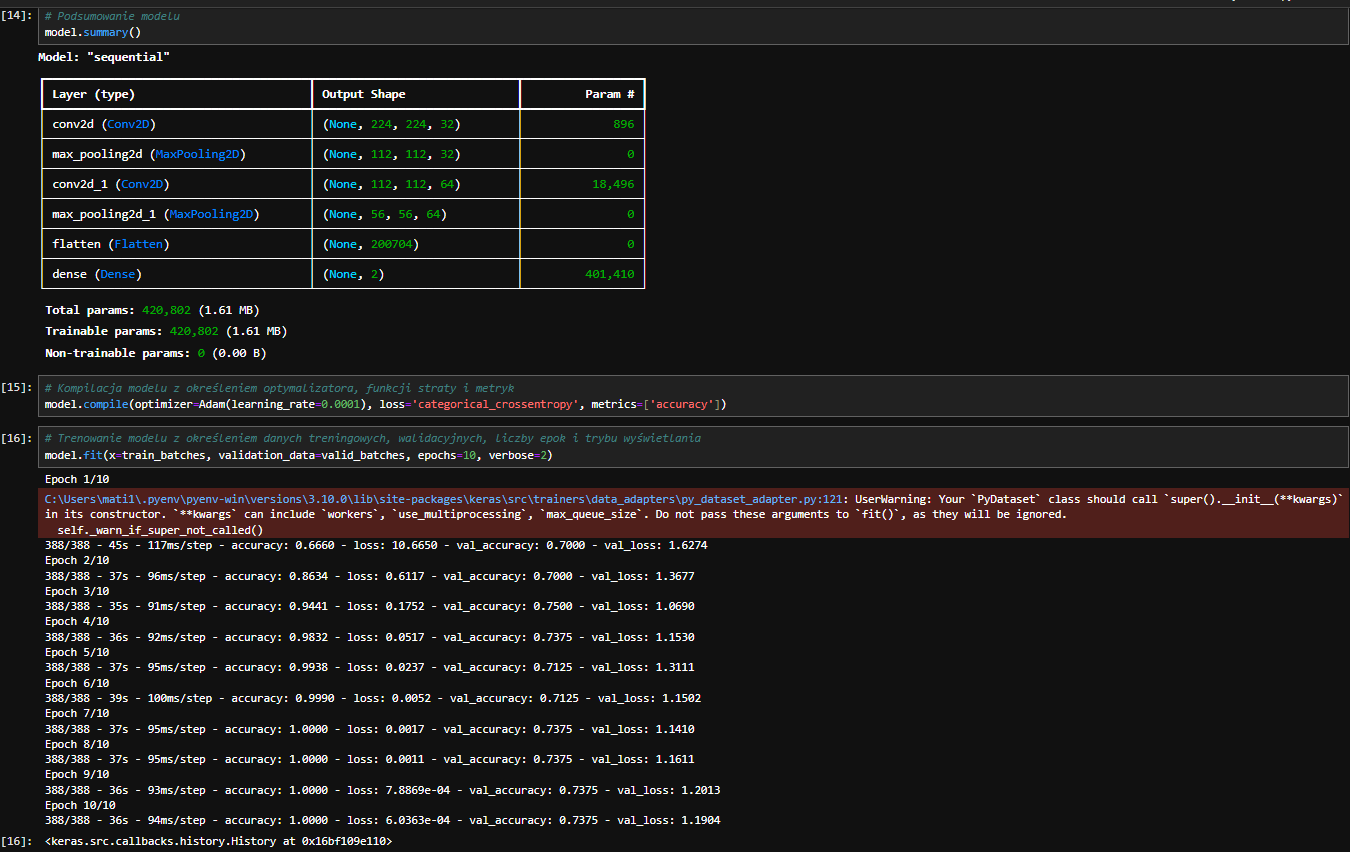 [14]: # Podsumowanie modelu
model.summary()
Model: "sequential"
Layer (type) Output Shape Param #
conv2d (Conv2D) (None, 224, 224, 32) 896
max_pooling2d (MaxPooling2D) (None, 112, 112, 32) 0
conv2d_1 (Conv2D) (None, 112, 112, 64) 18,496
max_pooling2d_1 (MaxPooling2D) (None, 56, 56, 64) 0
flatten (Flatten) (None, 200704) 0
dense (Dense) (None, 2) 401,410
Total params: 420,802 (1.61 MB)
Trainable params: 420,802 (1.61 MB)
Non-trainable params: 0 (0.00 B)
[15]: # Kompilacja modelu z określeniem optymalizatora, funkcji straty i metryk
model.compile(optimizer=Adam(learning_rate=0.0001), loss='categorical_crossentropy', metrics=['accuracy'])
[16]: # Trenowanie modelu z określeniem danych treningowych, walidacyjnych, liczby epok i trybu wyświetlania
model.fit(x=train_batches, validation_data=valid_batches, epochs=10, verbose=2)
Epoch 1/10
C:\Users\mati1\.pyenv\pyenv-win\versions\3.10.0\lib\site-packages\keras\src\trainers\data_adapters\py_dataset_adapter.py:121: UserWarning: Your `PyDataset` class should call `super().__init__(**kwargs)`
in its constructor. `**kwargs` can include `workers`, `use_multiprocessing`, `max_queue_size`. Do not pass these arguments to `fit()`, as they will be ignored.
self._warn_if_super_not_called()
388/388 - 45s - 117ms/step - accuracy: 0.6660 - loss: 10.6650 - val_accuracy: 0.7000 - val_loss: 1.6274
Epoch 2/10
388/388 - 37s - 96ms/step - accuracy: 0.8634 - loss: 0.6117 - val_accuracy: 0.7000 - val_loss: 1.3677
Epoch 3/10
388/388 - 35s - 91ms/step - accuracy: 0.9441 - loss: 0.1752 - val_accuracy: 0.7500 - val_loss: 1.0690
Epoch 4/10
388/388 - 36s - 92ms/step - accuracy: 0.9832 - loss: 0.0517 - val_accuracy: 0.7375 - val_loss: 1.1530
Epoch 5/10
388/388 - 37s - 95ms/step - accuracy: 0.9938 - loss: 0.0237 - val_accuracy: 0.7125 - val_loss: 1.3111
Epoch 6/10
388/388 - 39s - 100ms/step - accuracy: 0.9990 - loss: 0.0052 - val_accuracy: 0.7125 - val_loss: 1.1502
Epoch 7/10
388/388 - 37s - 95ms/step - accuracy: 1.0000 - loss: 0.0017 - val_accuracy: 0.7375 - val_loss: 1.1410
Epoch 8/10
388/388 - 37s - 95ms/step - accuracy: 1.0000 - loss: 0.0011 - val_accuracy: 0.7375 - val_loss: 1.1611
Epoch 9/10
388/388 - 36s - 93ms/step - accuracy: 1.0000 - loss: 7.8869e-04 - val_accuracy: 0.7375 - val_loss: 1.2013
Epoch 10/10
388/388 - 36s - 94ms/step - accuracy: 1.0000 - loss: 6.0363e-04 - val_accuracy: 0.7375 - val_loss: 1.1904
[16]: <keras.src.callbacks.history.History at 0x16bf109e110>